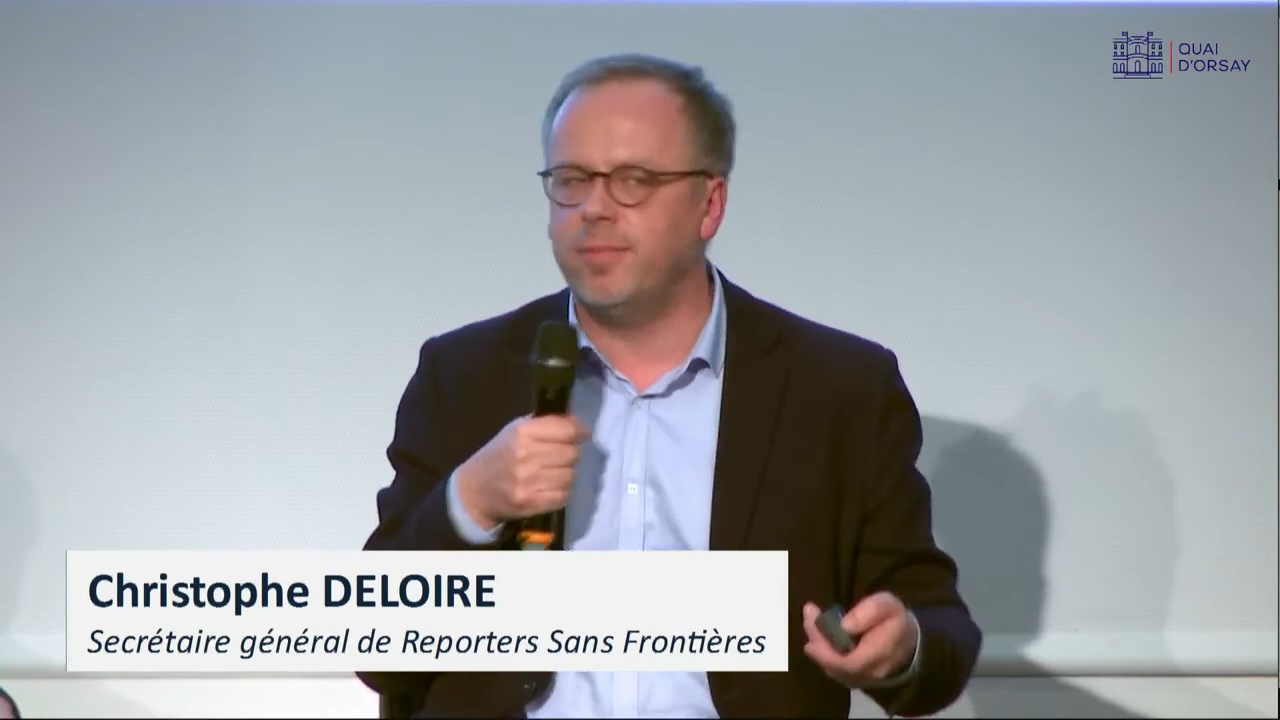 QUAI
D'ORSAY
Christophe DELOIRE
Secrétaire général de Reporters Sans Frontières